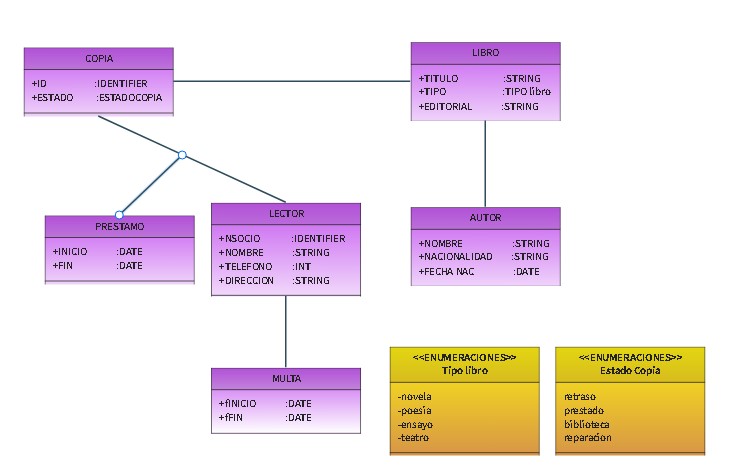 COPIA
+ID :IDENTIFIER
+ESTADO :ESTADOCOPIA
LIBRO
+TITULO :STRING
+TIPO :TIPO libro
+EDITORIAL :STRING
PRESTAMO
+INICIO :DATE
+FIN :DATE
LECTOR
+NSOCIO :IDENTIFIER
+NOMBRE :STRING
+TELEFONO :INT
+DIRECCION :STRING
AUTOR
+NOMBRE :STRING
+NACIONALIDAD :STRING
+FECHA NAC :DATE
MULTA
+fINICIO :DATE
+fFIN :DATE
<<ENUMERACIONES>>
Tipo libro
-novela
-poesia
-ensayo
-teatro
<<ENUMERACIONES>>
Estado Copia
retraso
prestado
biblioteca
reparacion